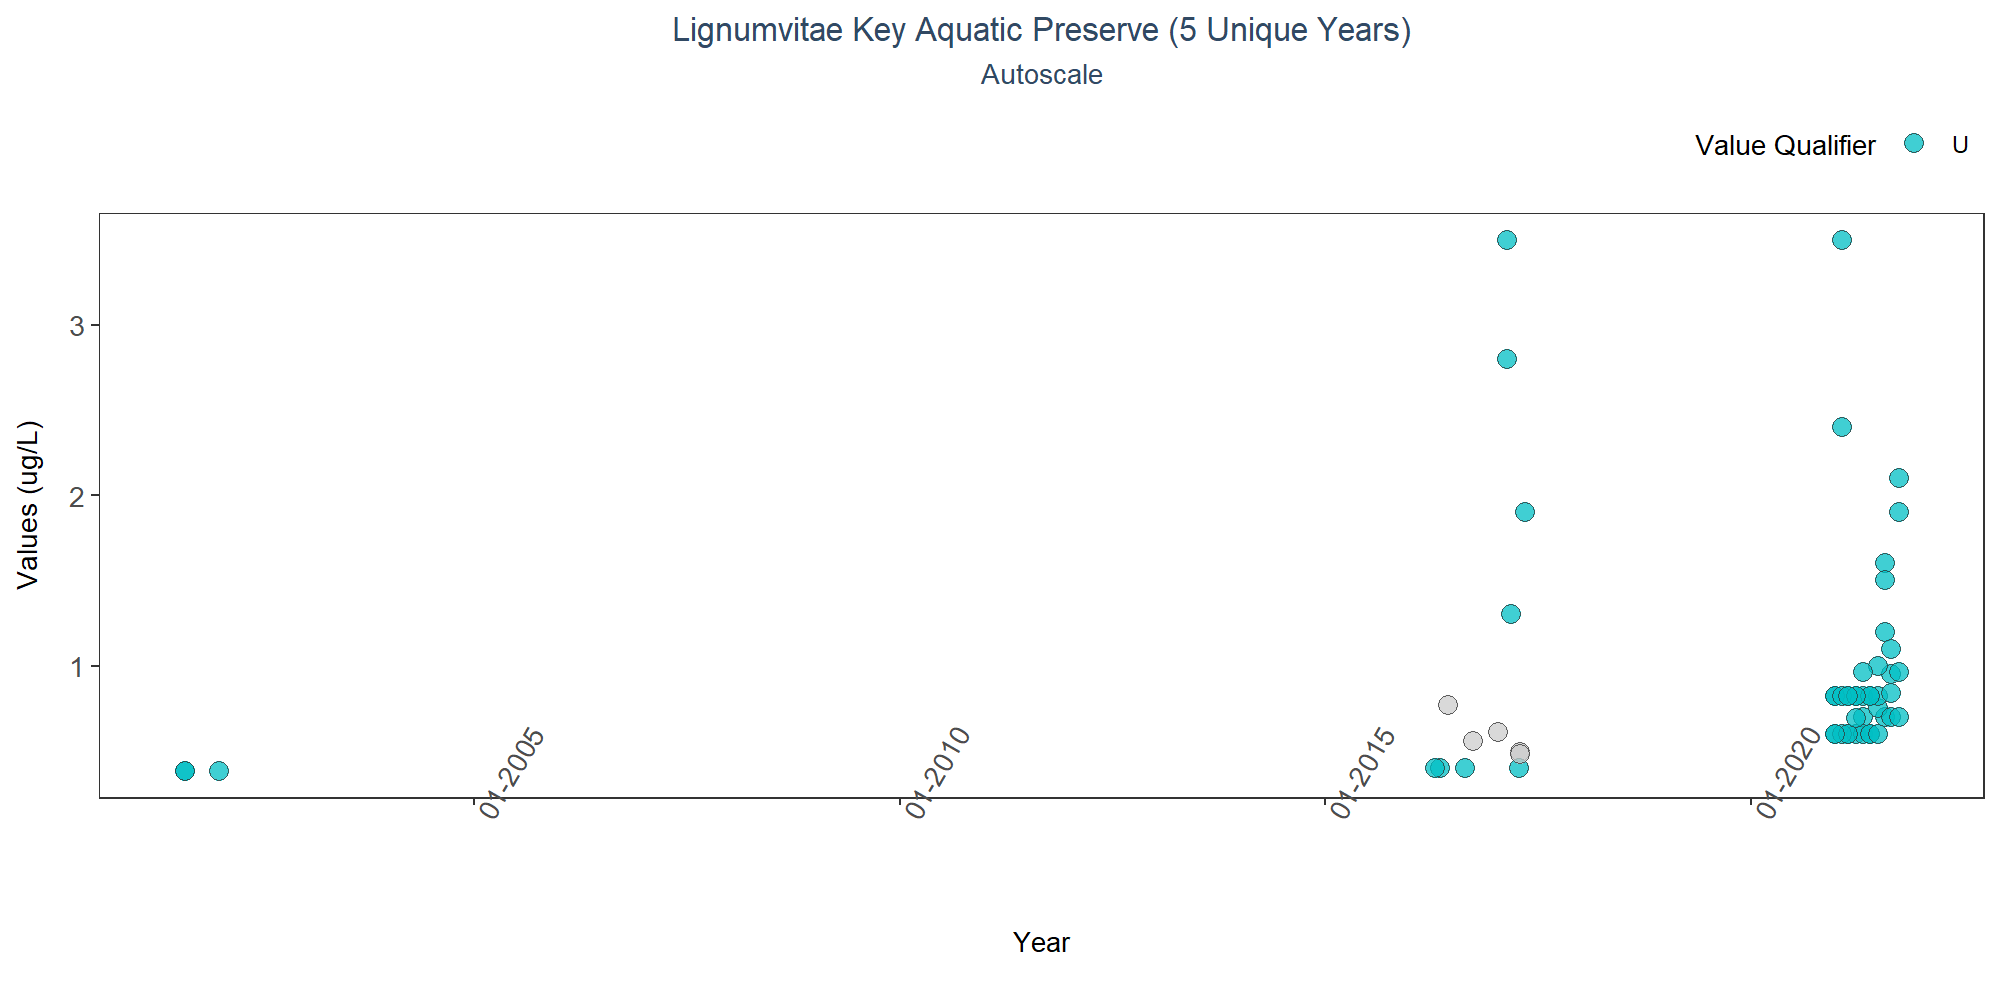 Lignumvitae Key Aquatic Preserve (5 Unique Years)
Autoscale
Value Qualifier U
Values (ug/L)
3
2
1
01-2005
01-2010
01-2015
01-2020
Year